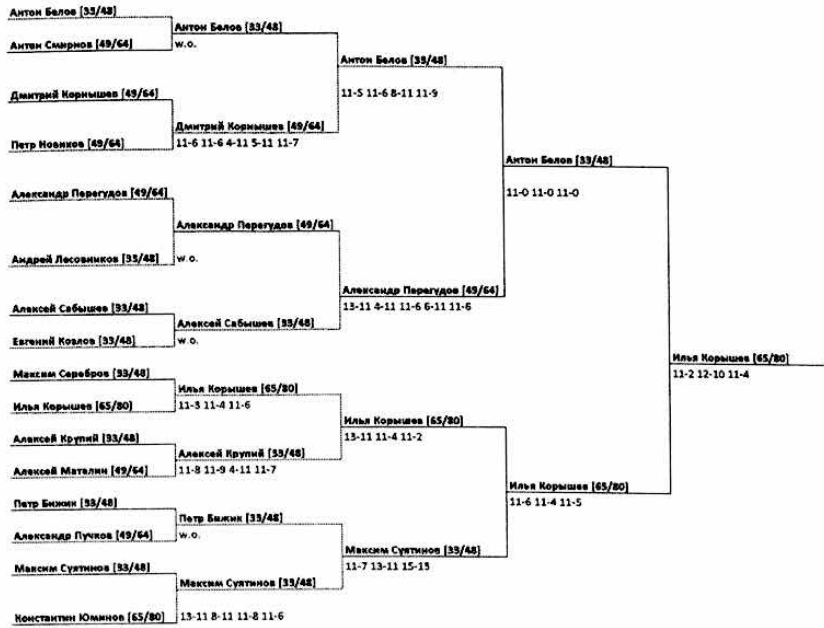 Антон Белов [33/48]
Антон Белов [33/48]
Антон Смирнов [49/64]
w.o.
Антон Белов [33/48]
11-5 11-6 8-11 11-9
Дмитрий Корнышев [49/64]
Дмитрий Корнышев [49/64]
Петр Новиков [49/64]
11-6 11-6 4-11 5-11 11-7
Антон Белов [33/48]
11-0 11-0 11-0
Александр Перегудов [49/64]
Александр Перегудов [49/64]
Андрей Лесовников [33/48]
w.o.
Александр Перегудов [49/64]
13-11 4-11 11-6 6-11 11-6
Алексей Сабышев [33/48]
Алексей Сабышев [33/48]
Евгений Козлов [33/48]
w.o.
Илья Корышев [65/80]
11-2 12-10 11-4
Максим Серебров [33/48]
Илья Корышев [65/80]
Илья Корышев [65/80]
11-3 11-4 11-6
Илья Корышев [65/80]
13-11 11-4 11-2
Алексей Крупий [33/48]
Алексей Крупий [33/48]
Алексей Маталин [49/64]
11-8 11-9 4-11 11-7
Илья Корышев [65/80]
11-6 11-4 11-5
Петр Бижик [33/48]
Петр Бижик [33/48]
Александр Пучков [49/64]
w.o.
Максим Суятинов [33/48]
11-7 13-11 15-13
Максим Суятинов [33/48]
Максим Суятинов [33/48]
Константин Юминов [65/80]
13-11 8-11 11-8 11-6